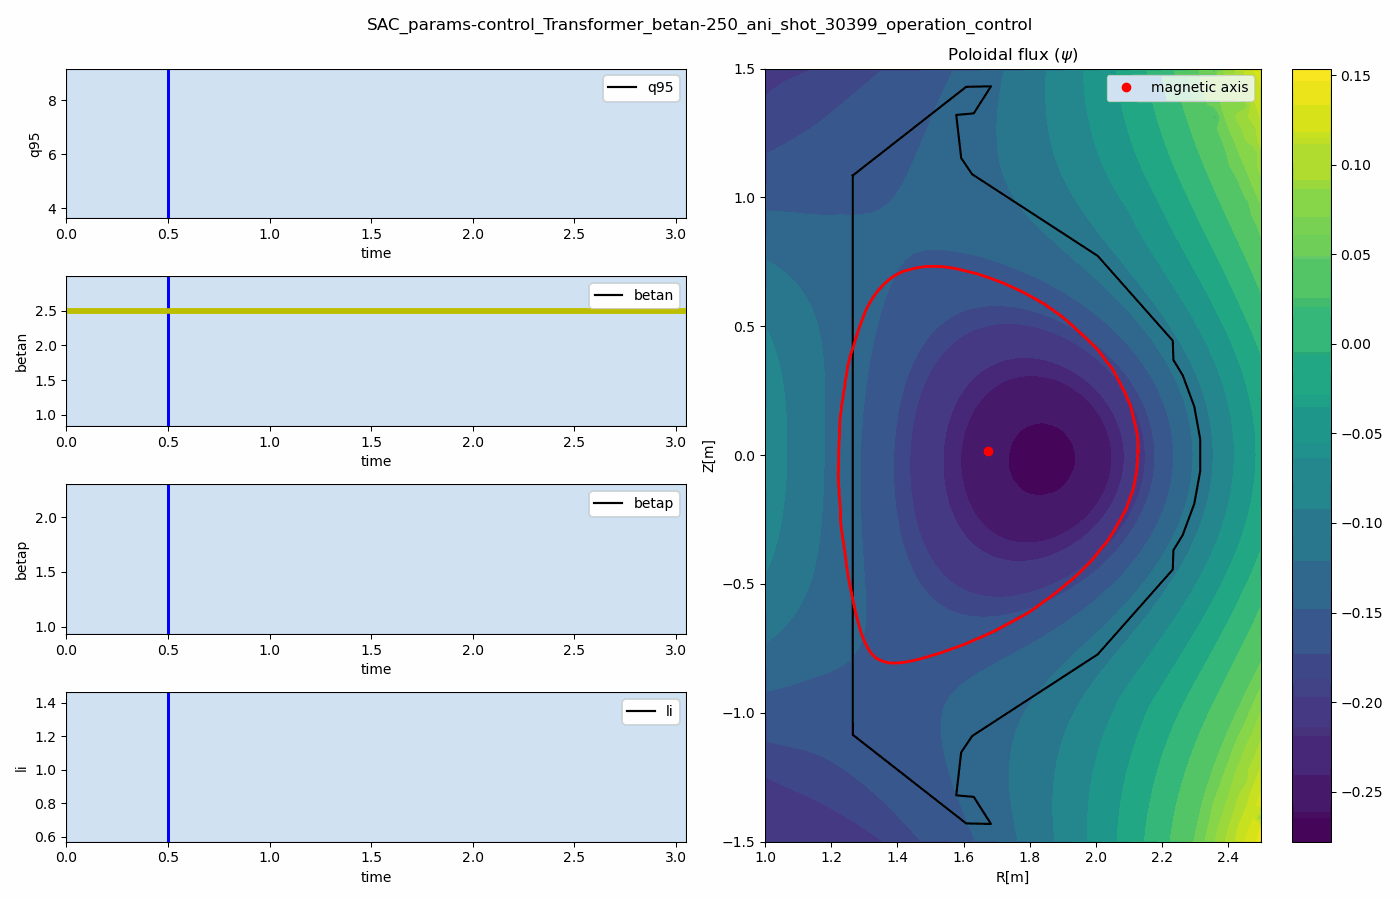 SAC_params-control_Transformer_betan-250_ani_shot_30399_operation_control
q95
q95
8
6
4
0.0 0.5 1.0 1.5 2.0 2.5 3.0
time
betan
betan
2.5
2.0
1.5
1.0
0.0 0.5 1.0 1.5 2.0 2.5 3.0
time
betap
betap
2.0
1.5
1.0
0.0 0.5 1.0 1.5 2.0 2.5 3.0
time
li
li
1.4
1.2
1.0
0.8
0.6
0.0 0.5 1.0 1.5 2.0 2.5 3.0
time
Poloidal flux (ψ)
magnetic axis
Z[m]
1.5
1.0
0.5
0.0
−0.5
−1.0
−1.5
1.0 1.2 1.4 1.6 1.8 2.0 2.2 2.4
R[m]
0.15
0.10
0.05
0.00
−0.05
−0.10
−0.15
−0.20
−0.25